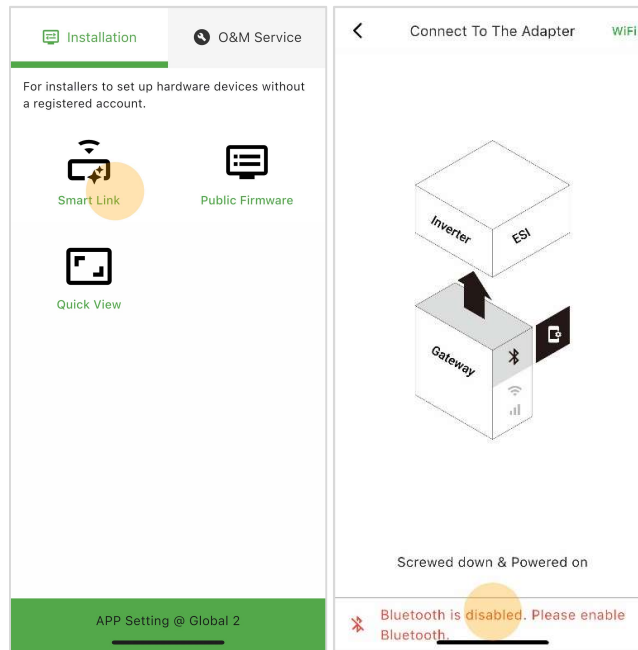 Installation
O&M Service
For installers to set up hardware devices without
a registered account.
Smart Link
Public Firmware
Quick View
APP Setting @ Global 2
Connect To The Adapter
WiFi
Inverter
ESI
Gateway
Screwed down & Powered on
Bluetooth is disabled. Please enable
Bluetooth.